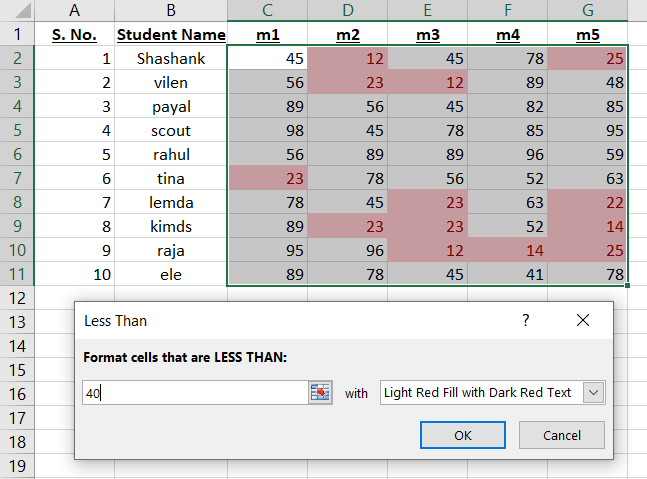 A B C D E F G
1 S. No. Student Name m1 m2 m3 m4 m5
2 1 Shashank 45 12 45 78 25
3 2 vilen 56 23 12 89 48
4 3 payal 89 56 45 82 85
5 4 scout 98 45 78 85 95
6 5 rahul 56 89 89 96 59
7 6 tina 23 78 56 52 63
8 7 lemda 78 45 23 63 22
9 8 kimds 89 23 23 52 14
10 9 raja 95 96 12 14 25
11 10 ele 89 78 45 41 78
12
13
14
15
16
17
18
19
Less Than ?
Format cells that are LESS THAN:
40 with Light Red Fill with Dark Red Text
OK Cancel